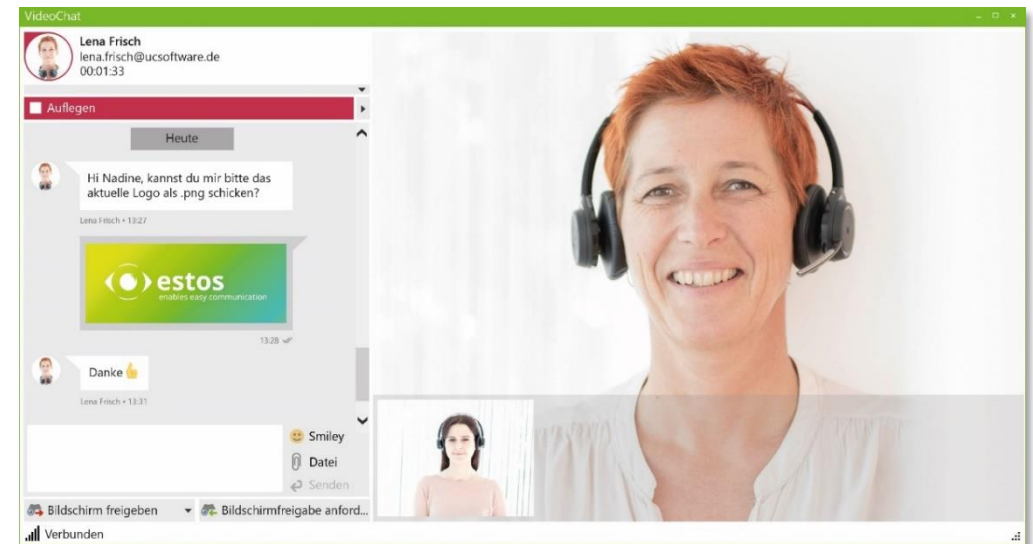 VideoChat
Lena Frisch
lena.frisch@ucsoftware.de
00:01:33
Auflegen
Heute
Hi Nadine, kannst du mir bitte das
aktuelle Logo als .png schicken?
Lena Frisch • 13:27
estos
enables easy communication
13:28
Danke 👍
Lena Frisch • 13:31
Smiley
Datei
Senden
Bildschirm freigeben
Bildschirmfreigabe anford...
Verbunden